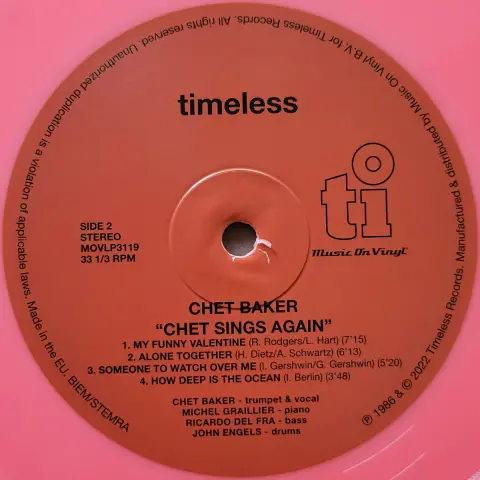 timeless
ti
Music On Vinyl
SIDE 2
STEREO
MOVLP3119
33 1/3 RPM
CHET BAKER
“CHET SINGS AGAIN”
1. MY FUNNY VALENTINE (R. Rodgers/L. Hart) (7'15)
2. ALONE TOGETHER (H. Dietz/A. Schwartz) (6'13)
3. SOMEONE TO WATCH OVER ME (I. Gershwin/G. Gershwin) (5'20)
4. HOW DEEP IS THE OCEAN (I. Berlin) (3'48)
CHET BAKER - trumpet & vocal
MICHEL GRAILLIER - piano
RICARDO DEL FRA - bass
JOHN ENGELS - drums
℗ 1986 & © 2022 Timeless Records. Manufactured & distributed by Music On Vinyl B.V. for Timeless Records. All rights reserved. Unauthorized duplication is a violation of applicable laws. Made in the EU. BIEM/STEMRA